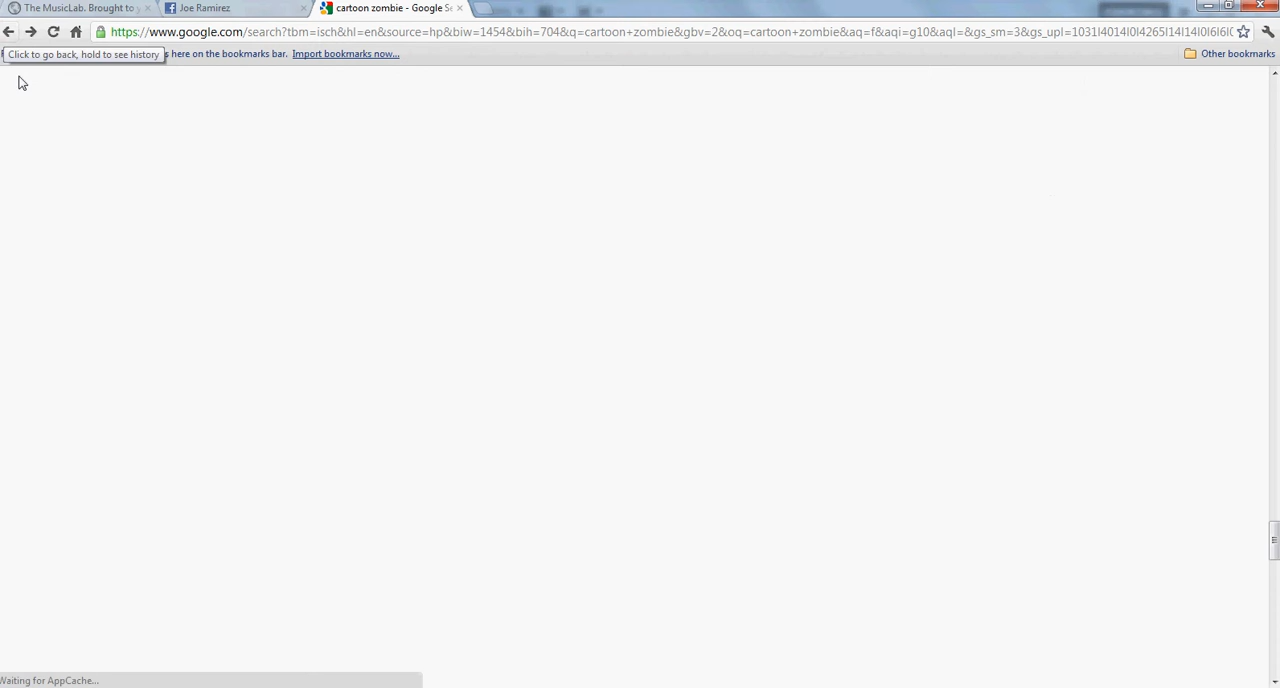 The MusicLab. Brought to
Joe Ramirez
cartoon zombie - Google Se
https://www.google.com/search?tbm=isch&hl=en&source=hp&biw=1454&bih=704&q=cartoon+zombie&gbv=2&oq=cartoon+zombie&aq=f&aqi=g10&aql=&gs_sm=3&gs_upl=1031l4014l0l4265l14l14l0l6l6l0
Click to go back, hold to see history
s here on the bookmarks bar. Import bookmarks now...
Other bookmarks
Waiting for AppCache...